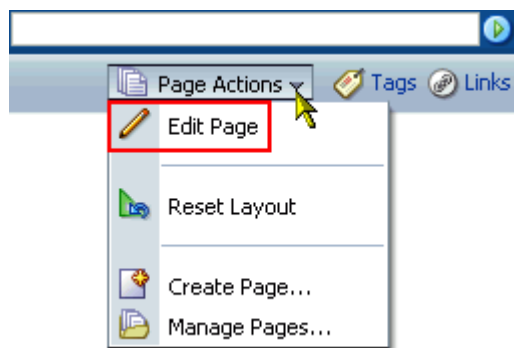 Page Actions Tags Links
Edit Page
Reset Layout
Create Page...
Manage Pages...